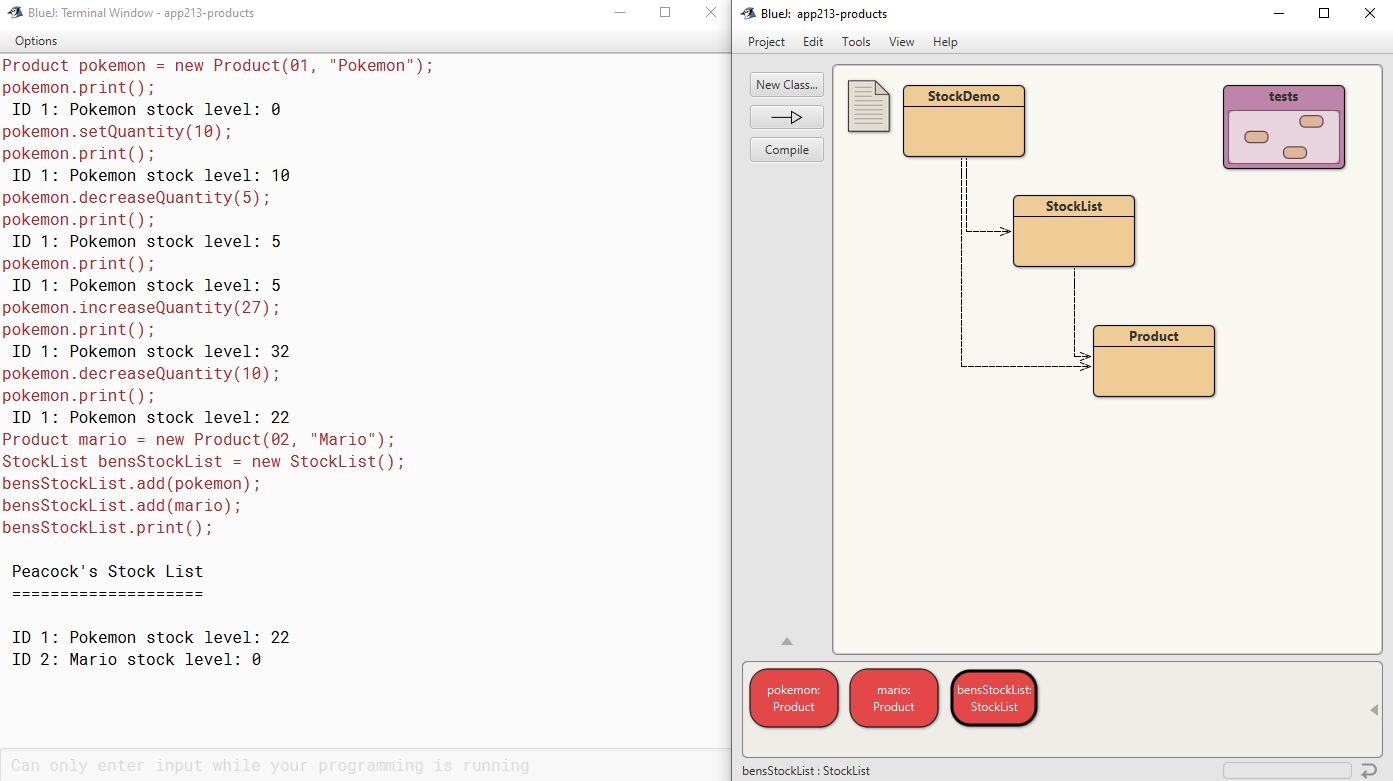 BlueJ: Terminal Window - app213-products
Options
Product pokemon = new Product(01, "Pokemon");
pokemon.print();
ID 1: Pokemon stock level: 0
pokemon.setQuantity(10);
pokemon.print();
ID 1: Pokemon stock level: 10
pokemon.decreaseQuantity(5);
pokemon.print();
ID 1: Pokemon stock level: 5
pokemon.print();
ID 1: Pokemon stock level: 5
pokemon.increaseQuantity(27);
pokemon.print();
ID 1: Pokemon stock level: 32
pokemon.decreaseQuantity(10);
pokemon.print();
ID 1: Pokemon stock level: 22
Product mario = new Product(02, "Mario");
StockList bensStockList = new StockList();
bensStockList.add(pokemon);
bensStockList.add(mario);
bensStockList.print();
Peacock's Stock List
====================
ID 1: Pokemon stock level: 22
ID 2: Mario stock level: 0
Can only enter input while your programming is running
BlueJ: app213-products
Project Edit Tools View Help
New Class...
Compile
StockDemo
tests
StockList
Product
pokemon:
Product
mario:
Product
bensStockList:
StockList
bensStockList : StockList